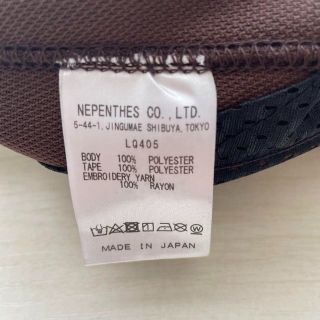 NEPENTHES CO., LTD.
5-44-1, JINGUMAE SHIBUYA, TOKYO
LQ405
BODY 100% POLYESTER
TAPE 100% POLYESTER
EMBROIDERY YARN
100% RAYON
MADE IN JAPAN